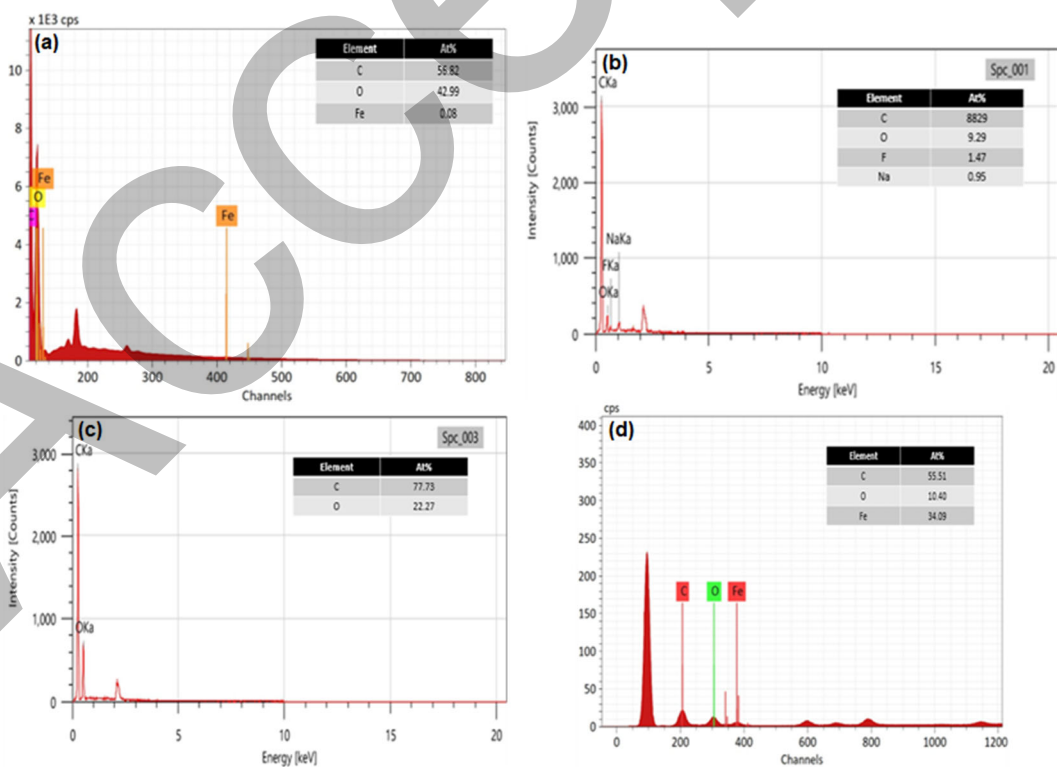 x 1E3 cps
(a)
Element At%
C 56.82
O 42.99
Fe 0.08
10
8
6
4
2
0
Fe
O
Fe
200 300 400 500 600 700 800
Channels
(b)
Spc_001
CKa
Element At%
C 8829
O 9.29
F 1.47
Na 0.95
Intensity [Counts]
3,000
2,000
1,000
0
NaKa
FKa
OKa
0 5 10 15 20
Energy [keV]
(c)
Spc_003
CKa
Element At%
C 77.73
O 22.27
Intensity [Counts]
3,000
2,000
1,000
0
OKa
0 5 10 15 20
Energy [keV]
cps
(d)
Element At%
C 55.51
O 10.40
Fe 34.09
400
350
300
250
200
150
100
50
0
C O Fe
0 200 400 600 800 1000 1200
Channels